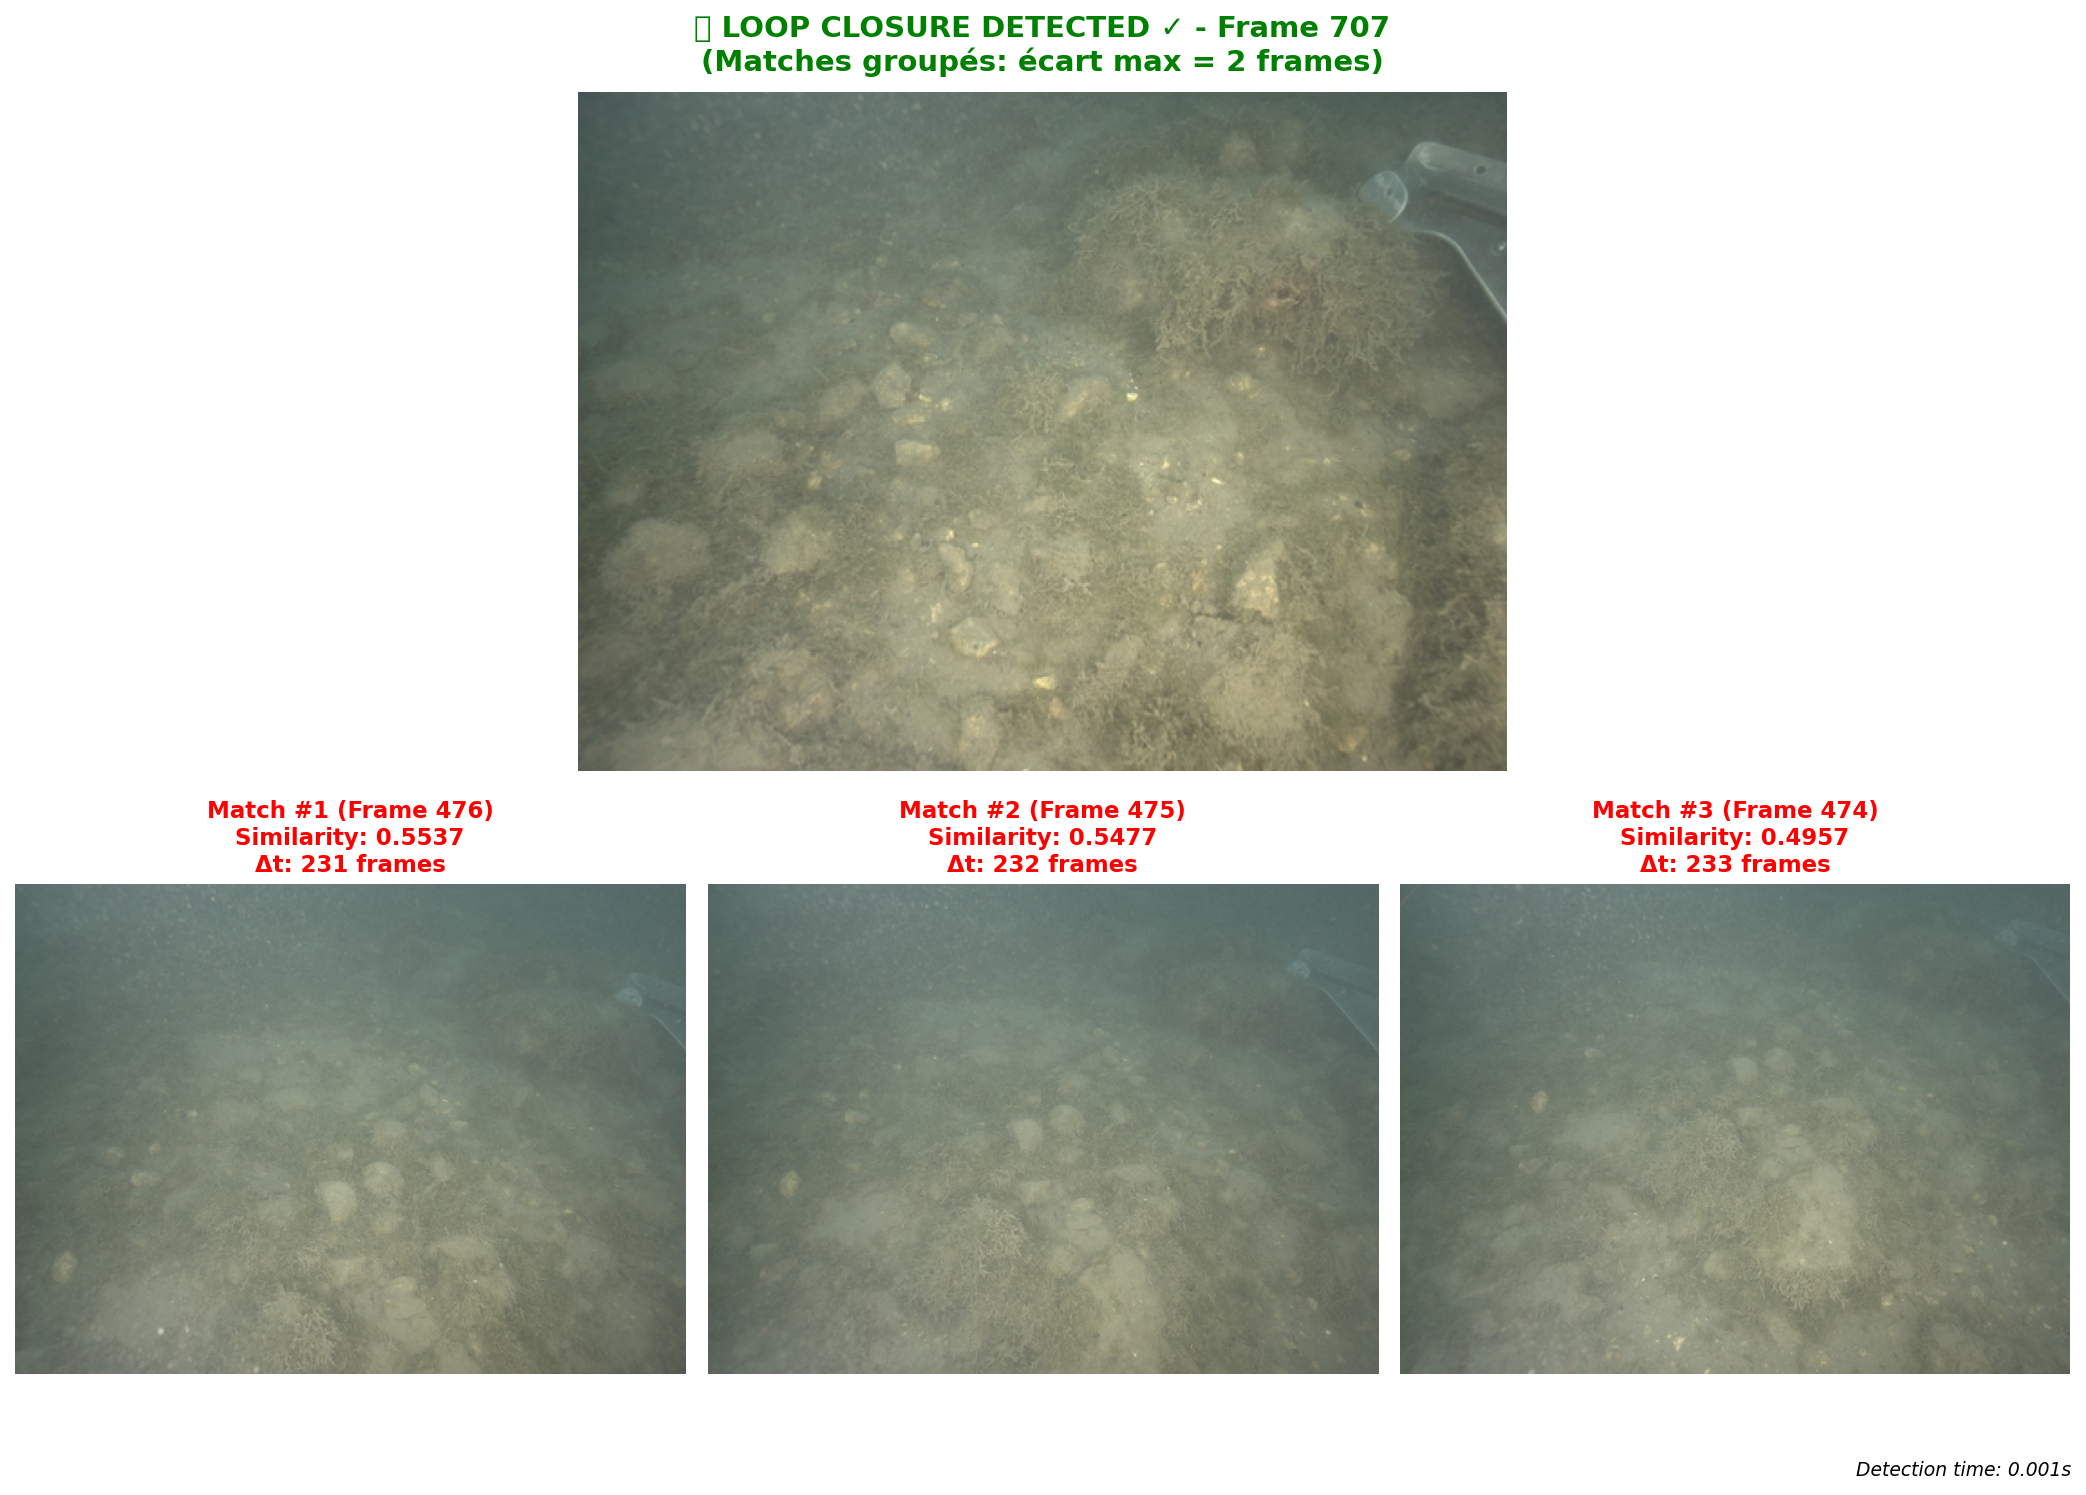 LOOP CLOSURE DETECTED ✓ - Frame 707
(Matches groupés: écart max = 2 frames)
Match #1 (Frame 476)
Similarity: 0.5537
Δt: 231 frames
Match #2 (Frame 475)
Similarity: 0.5477
Δt: 232 frames
Match #3 (Frame 474)
Similarity: 0.4957
Δt: 233 frames
Detection time: 0.001s